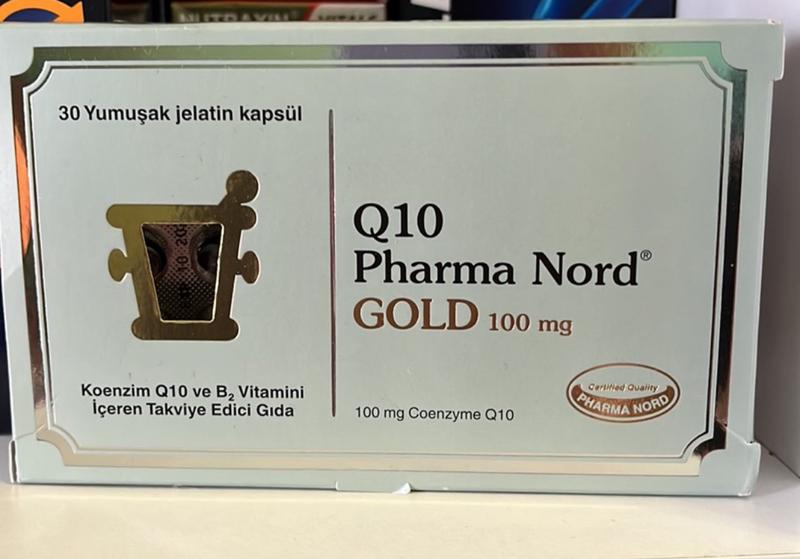 30 Yumuşak jelatin kapsül
Koenzim Q10 ve B₂ Vitamini
İçeren Takviye Edici Gıda
Q10
Pharma Nord®
GOLD 100 mg
100 mg Coenzyme Q10
Certified Quality
PHARMA NORD